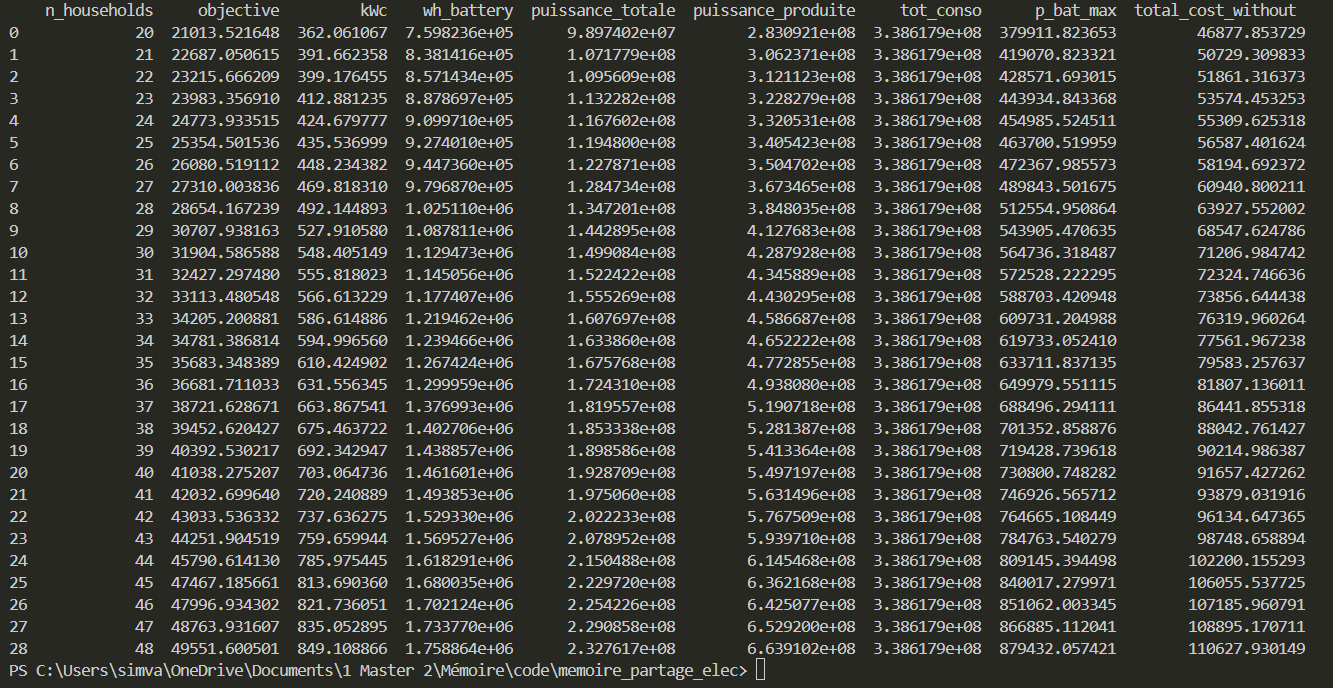 n_households objective kWc wh_battery puissance_totale puissance_produite tot_conso p_bat_max total_cost_without
0 20 21013.521648 362.061067 7.598236e+05 9.897402e+07 2.830921e+08 3.386179e+08 379911.823653 46877.853729
1 21 22687.050615 391.662358 8.381416e+05 1.071779e+08 3.062371e+08 3.386179e+08 419070.823321 50729.309833
2 22 23215.666209 399.176455 8.571434e+05 1.095609e+08 3.121123e+08 3.386179e+08 428571.693015 51861.316373
3 23 23983.356910 412.881235 8.878697e+05 1.132282e+08 3.228279e+08 3.386179e+08 443934.843368 53574.453253
4 24 24773.933515 424.679777 9.099710e+05 1.167602e+08 3.320531e+08 3.386179e+08 454985.524511 55309.625318
5 25 25354.501536 435.536999 9.274010e+05 1.194800e+08 3.405423e+08 3.386179e+08 463700.519959 56587.401624
6 26 26080.519112 448.234382 9.447360e+05 1.227871e+08 3.504702e+08 3.386179e+08 472367.985573 58194.692372
7 27 27310.003836 469.818310 9.796870e+05 1.284734e+08 3.673465e+08 3.386179e+08 489843.501675 60940.800211
8 28 28654.167239 492.144893 1.025110e+06 1.347201e+08 3.848035e+08 3.386179e+08 512554.950864 63927.552002
9 29 30707.938163 527.910580 1.087811e+06 1.442895e+08 4.127683e+08 3.386179e+08 543905.470635 68547.624786
10 30 31904.586588 548.405149 1.129473e+06 1.499084e+08 4.287928e+08 3.386179e+08 564736.318487 71206.984742
11 31 32427.297480 555.818023 1.145056e+06 1.522422e+08 4.345889e+08 3.386179e+08 572528.222295 72324.746636
12 32 33113.480548 566.613229 1.177407e+06 1.555269e+08 4.430295e+08 3.386179e+08 588703.420948 73856.644438
13 33 34205.200881 586.614886 1.219462e+06 1.607697e+08 4.586687e+08 3.386179e+08 609731.204988 76319.960264
14 34 34781.386814 594.996560 1.239466e+06 1.633860e+08 4.652222e+08 3.386179e+08 619733.052410 77561.967238
15 35 35683.348389 610.424902 1.267424e+06 1.675768e+08 4.772855e+08 3.386179e+08 633711.837135 79583.257637
16 36 36681.711033 631.556345 1.299959e+06 1.724310e+08 4.938080e+08 3.386179e+08 649979.551115 81807.136011
17 37 38721.628671 663.867541 1.376993e+06 1.819557e+08 5.190718e+08 3.386179e+08 688496.294111 86441.855318
18 38 39452.620427 675.463722 1.402706e+06 1.853338e+08 5.281387e+08 3.386179e+08 701352.858876 88042.761427
19 39 40392.530217 692.342947 1.438857e+06 1.898586e+08 5.413364e+08 3.386179e+08 719428.739618 90214.986387
20 40 41038.275207 703.064736 1.461601e+06 1.928709e+08 5.497197e+08 3.386179e+08 730800.748282 91657.427262
21 41 42032.699640 720.240889 1.493853e+06 1.975060e+08 5.631496e+08 3.386179e+08 746926.565712 93879.031916
22 42 43033.536332 737.636275 1.529330e+06 2.022233e+08 5.767509e+08 3.386179e+08 764665.108449 96134.647365
23 43 44251.904519 759.659944 1.569527e+06 2.078952e+08 5.939710e+08 3.386179e+08 784763.540279 98748.658894
24 44 45790.614130 785.975445 1.618291e+06 2.150488e+08 6.145468e+08 3.386179e+08 809145.394498 102200.155293
25 45 47467.185661 813.690360 1.680035e+06 2.229720e+08 6.362168e+08 3.386179e+08 840017.279971 106055.537725
26 46 47996.934302 821.736051 1.702124e+06 2.254226e+08 6.425077e+08 3.386179e+08 851062.003345 107185.960791
27 47 48763.931607 835.052895 1.733770e+06 2.290858e+08 6.529200e+08 3.386179e+08 866885.112041 108895.170711
28 48 49551.600501 849.108866 1.758864e+06 2.327617e+08 6.639102e+08 3.386179e+08 879432.057421 110627.930149
PS C:\Users\simva\OneDrive\Documents\1 Master 2\Mémoire\code\memoire_partage_elec>